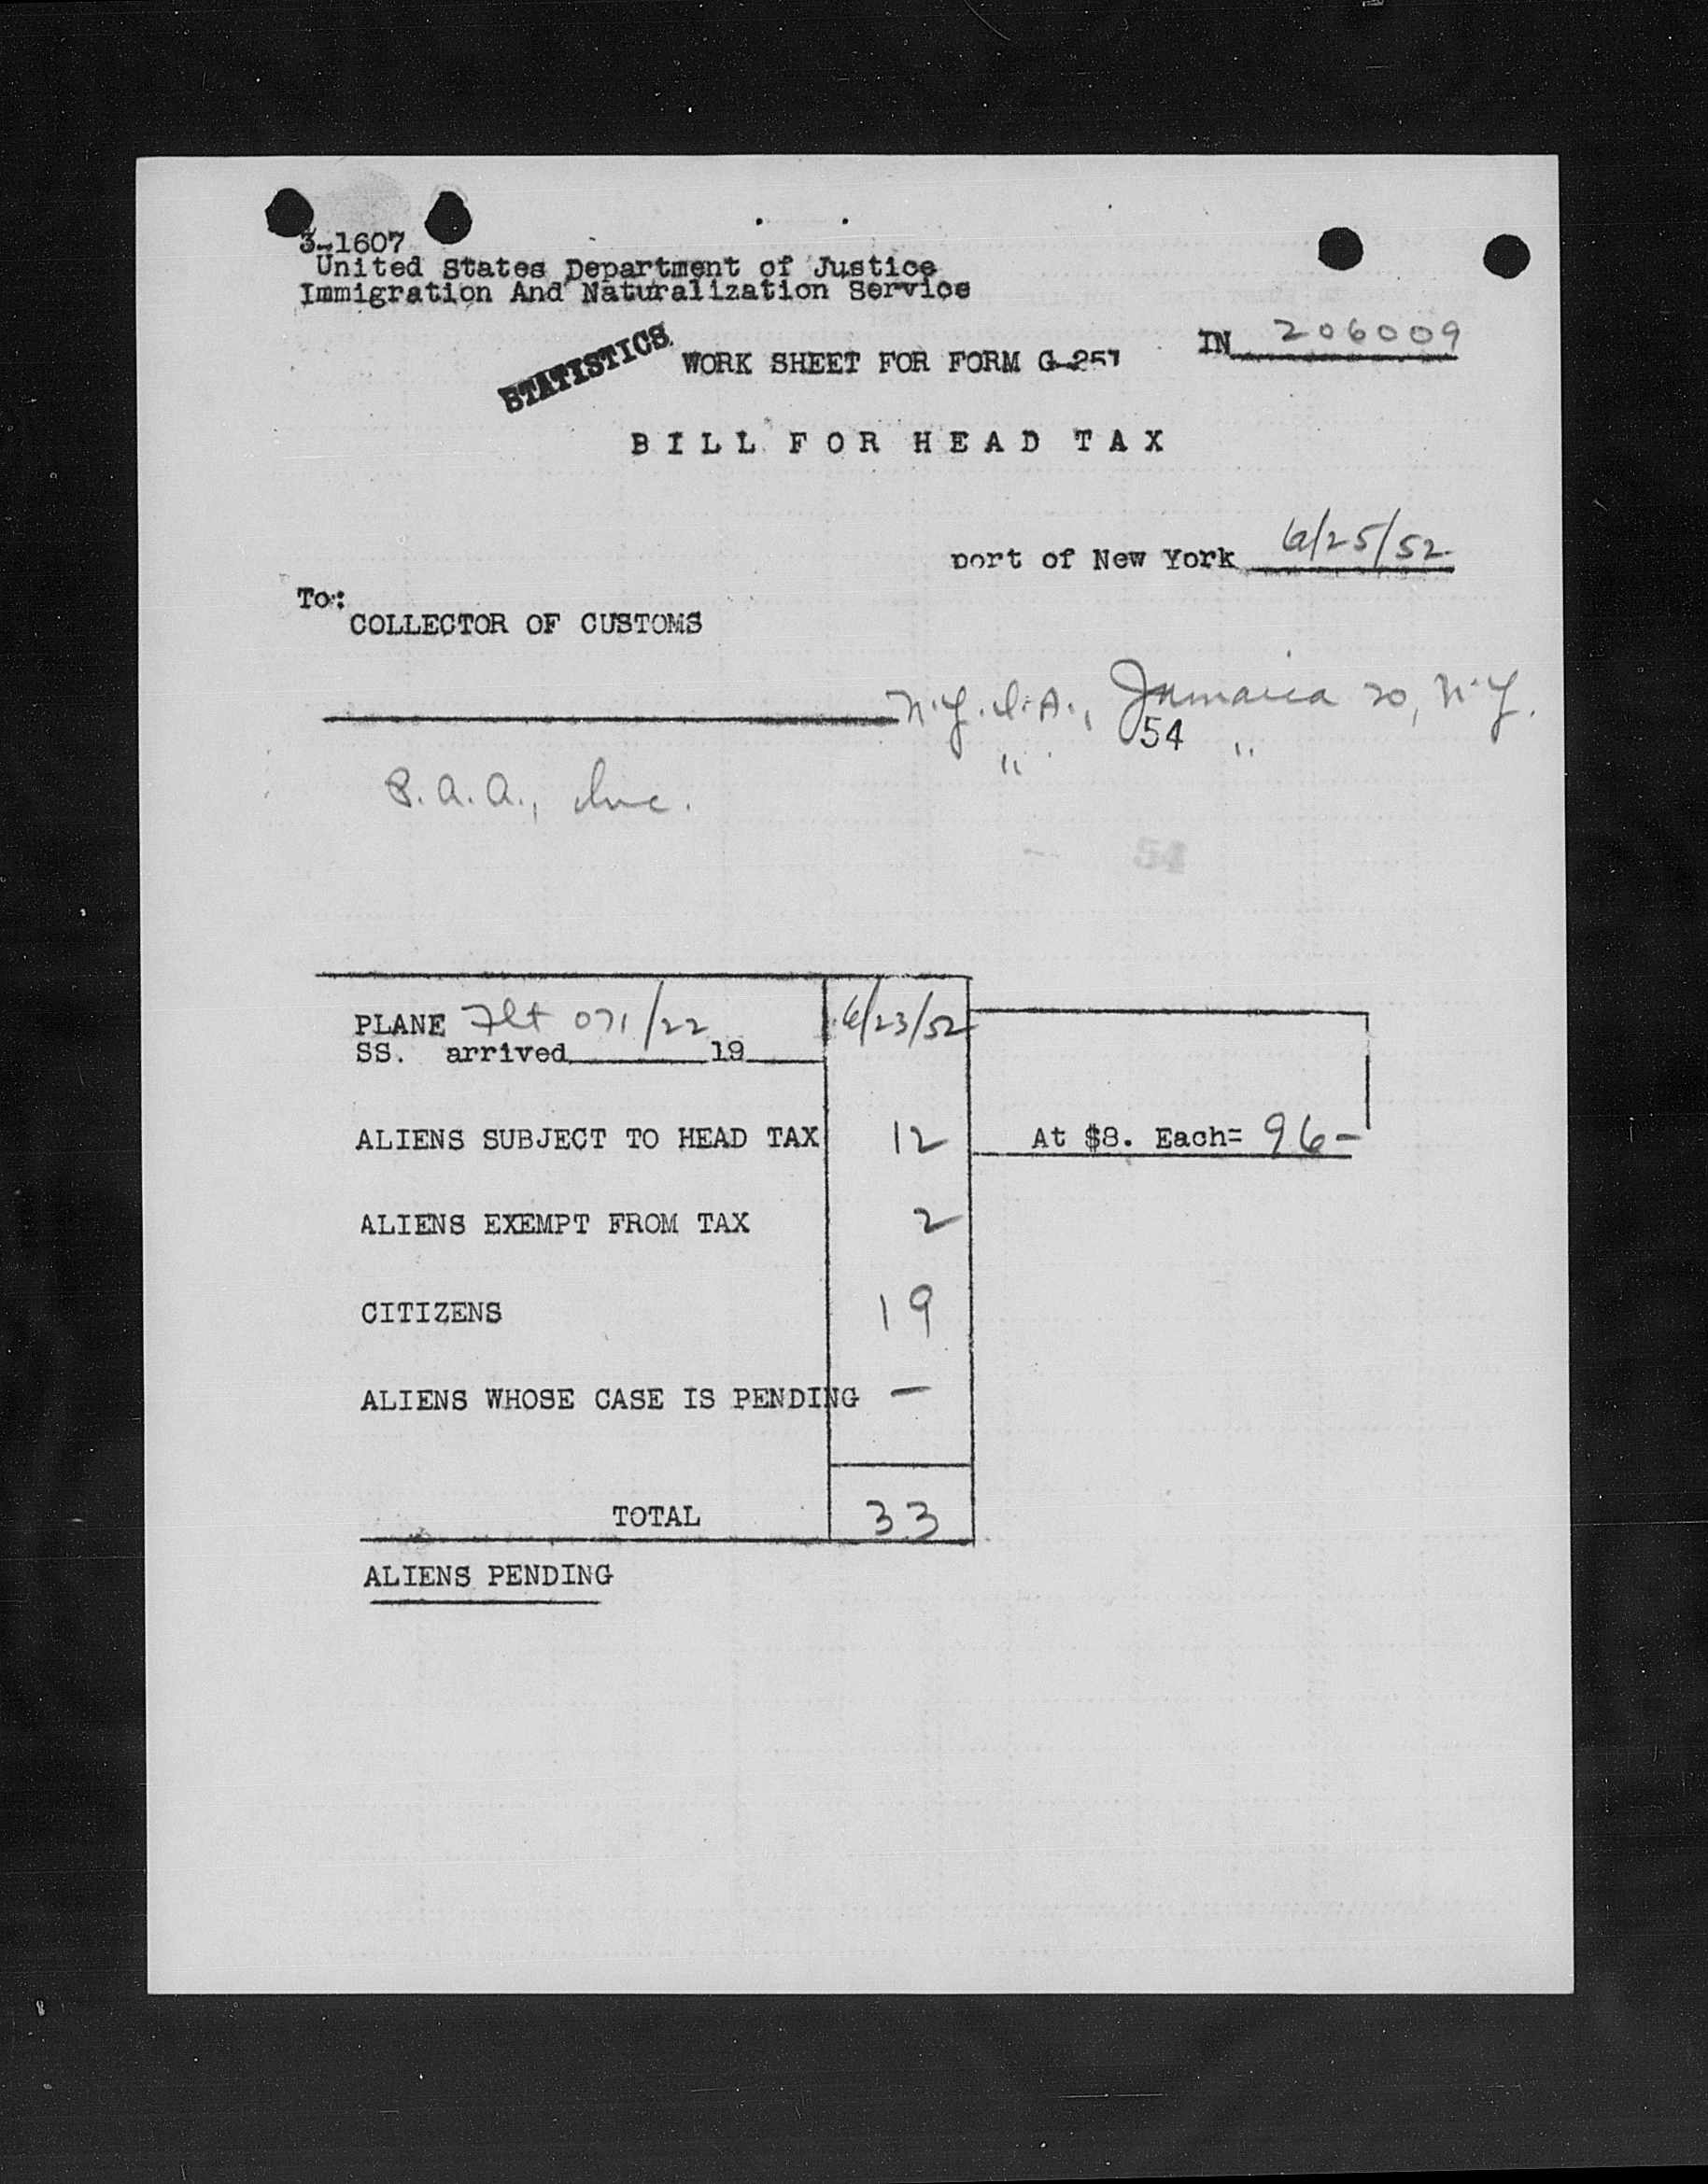 3-1607
United States Department of Justice
Immigration And Naturalization Service
STATISTICS
WORK SHEET FOR FORM G-257
IN 206009
BILL FOR HEAD TAX
port of New York 6/25/52
To:
COLLECTOR OF CUSTOMS
N.Y.I.A., Jamaica 20, N.Y.
" 54 "
P.A.A., Inc.
54
PLANE Flt 071/22 6/23/52
SS. arrived 19
ALIENS SUBJECT TO HEAD TAX 12 At $8. Each= 96-
ALIENS EXEMPT FROM TAX 2
CITIZENS 19
ALIENS WHOSE CASE IS PENDING -
TOTAL 33
ALIENS PENDING